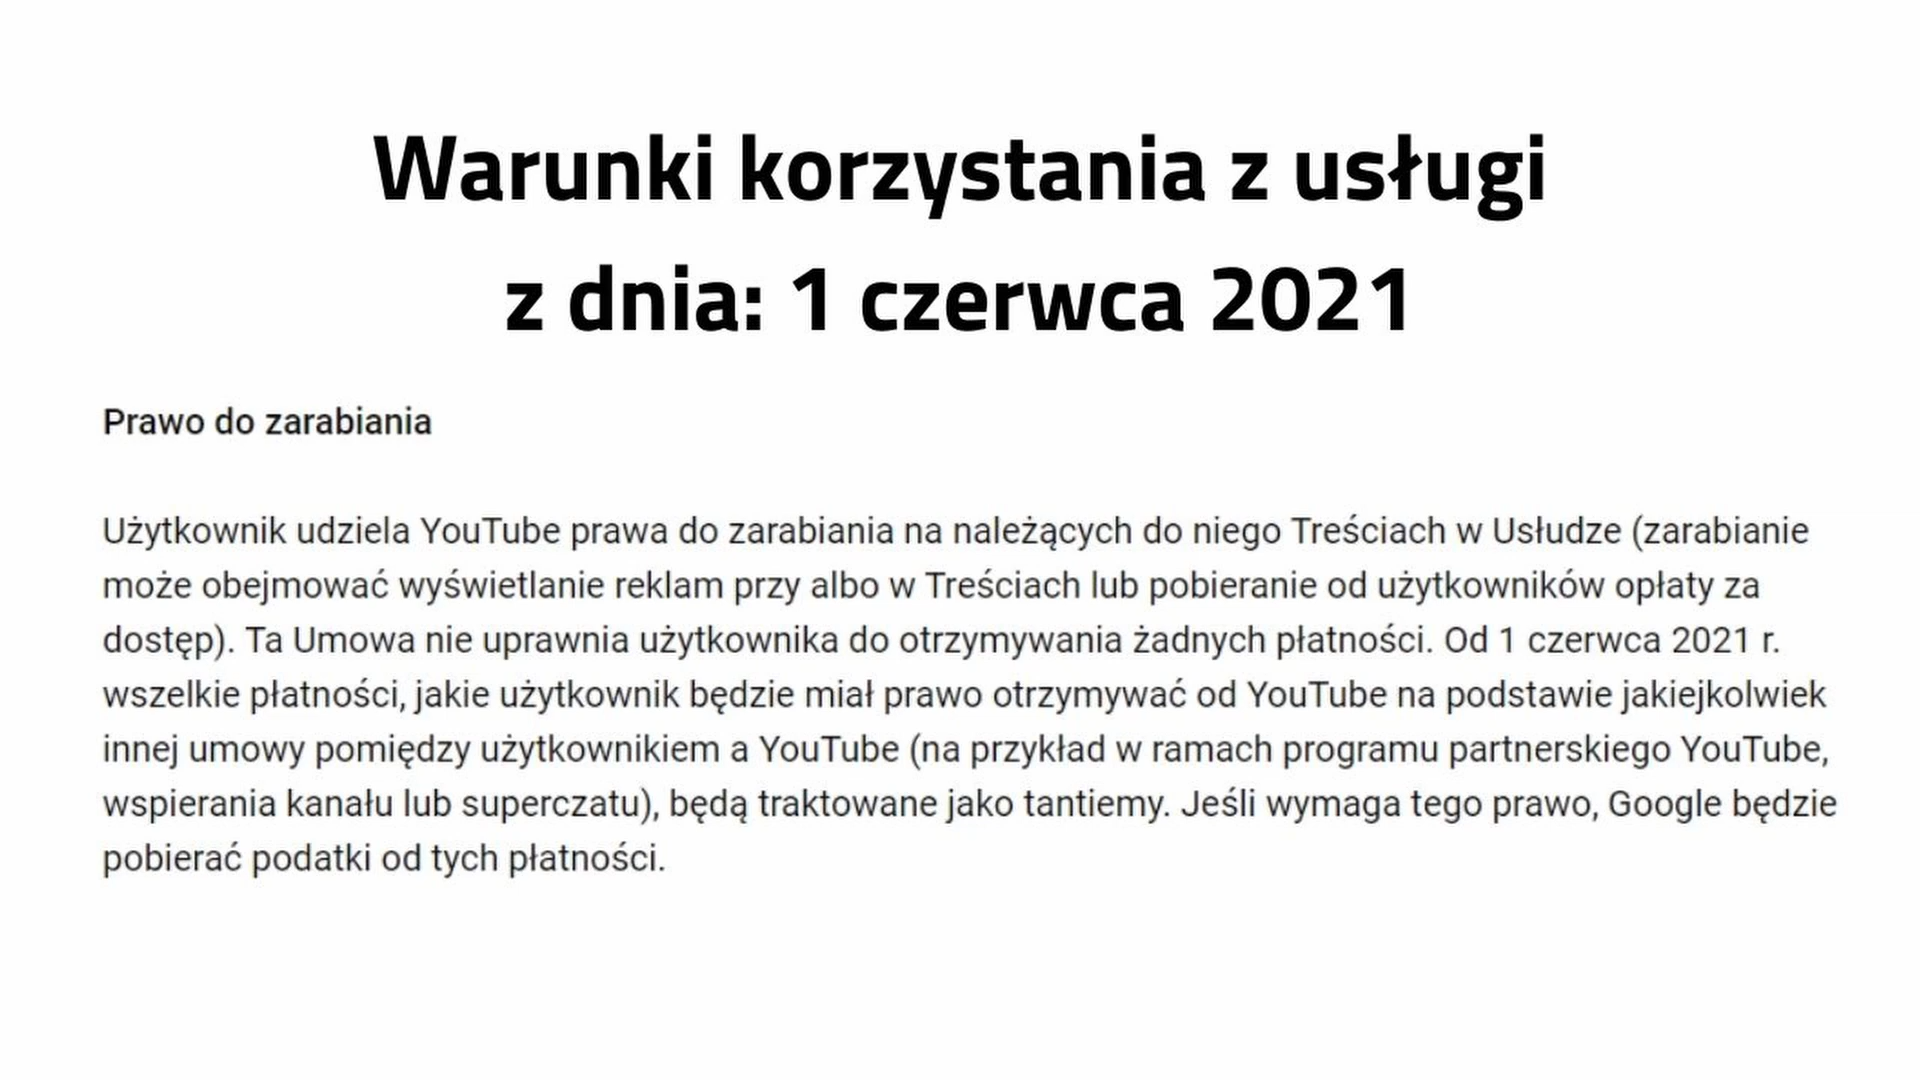 Warunki korzystania z usługi
z dnia: 1 czerwca 2021
Prawo do zarabiania
Użytkownik udziela YouTube prawa do zarabiania na należących do niego Treściach w Usłudze (zarabianie
może obejmować wyświetlanie reklam przy albo w Treściach lub pobieranie od użytkowników opłaty za
dostęp). Ta Umowa nie uprawnia użytkownika do otrzymywania żadnych płatności. Od 1 czerwca 2021 r.
wszelkie płatności, jakie użytkownik będzie miał prawo otrzymywać od YouTube na podstawie jakiejkolwiek
innej umowy pomiędzy użytkownikiem a YouTube (na przykład w ramach programu partnerskiego YouTube,
wspierania kanału lub superczatu), będą traktowane jako tantiemy. Jeśli wymaga tego prawo, Google będzie
pobierać podatki od tych płatności.